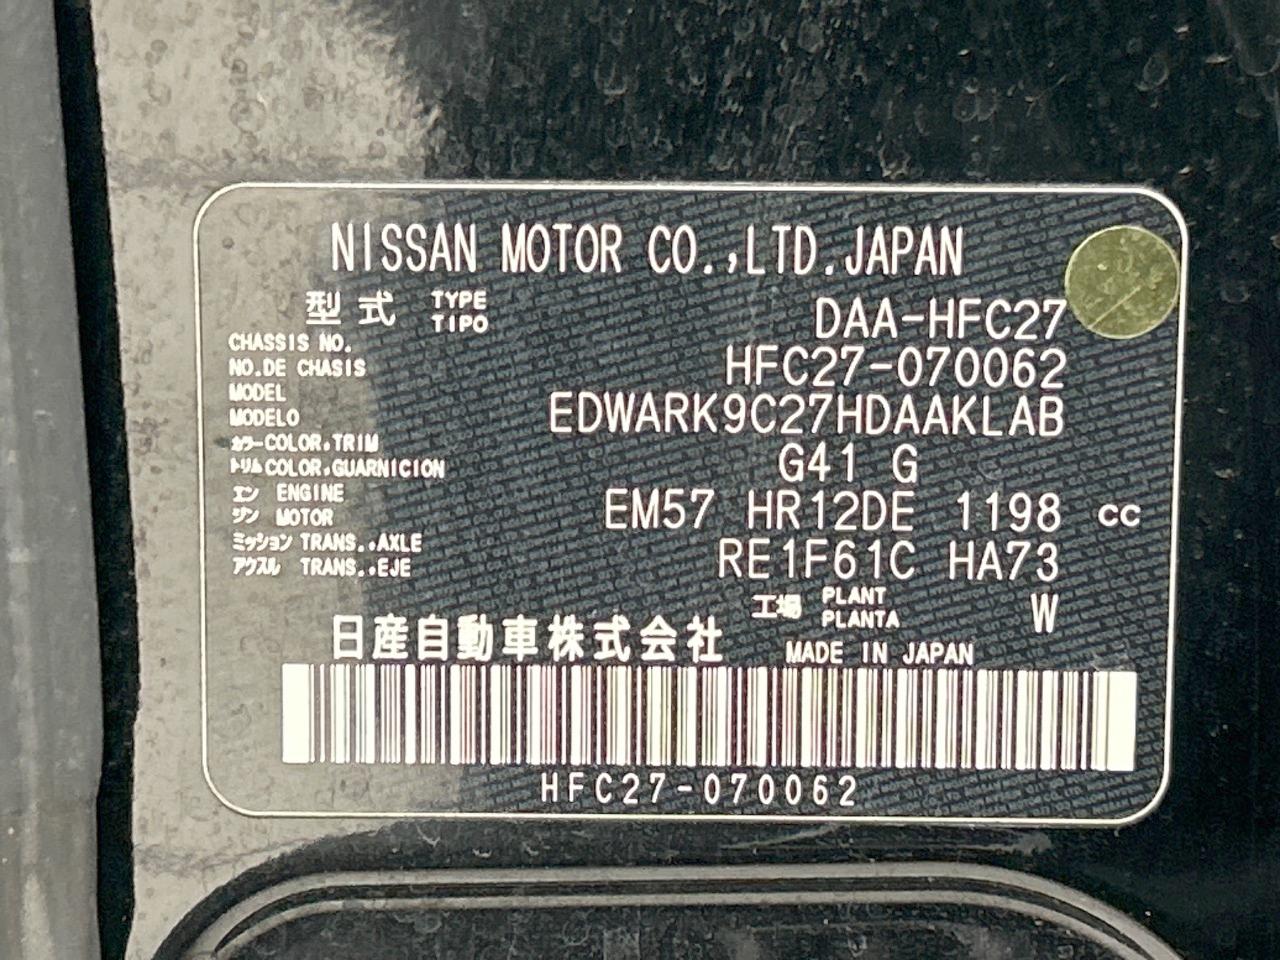 NISSAN MOTOR CO.,LTD.JAPAN
型式 TYPE TIPO DAA-HFC27
CHASSIS NO.
NO.DE CHASIS HFC27-070062
MODEL
MODELO EDWARK9C27HDAAKLAB
カラー COLOR,TRIM
トリム COLOR,GUARNICION G41 G
エン ENGINE
ジン MOTOR EM57 HR12DE 1198 cc
ミッション TRANS.,AXLE
アクスル TRANS.,EJE RE1F61C HA73
工場 PLANT PLANTA W
日産自動車株式会社 MADE IN JAPAN
HFC27-070062